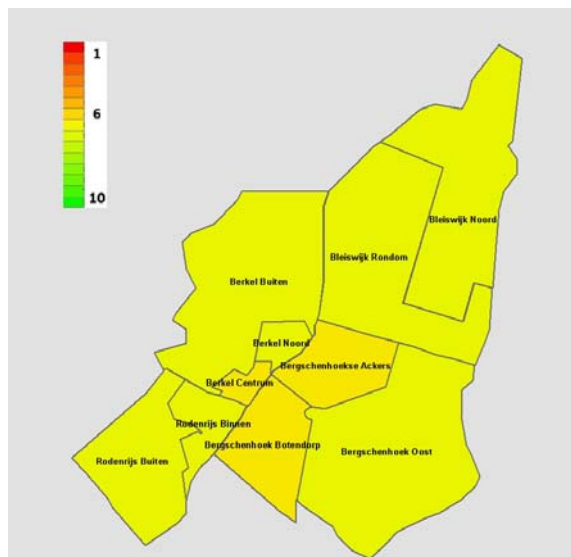 1
6
10
Bleiswijk Noord
Bleiswijk Rondom
Berkel Buiten
Berkel Noord
Bergschenhoekse Ackers
Berkel Centrum
Rodenrijs Binnen
Bergschenhoek Botendorp
Bergschenhoek Oost
Rodenrijs Buiten